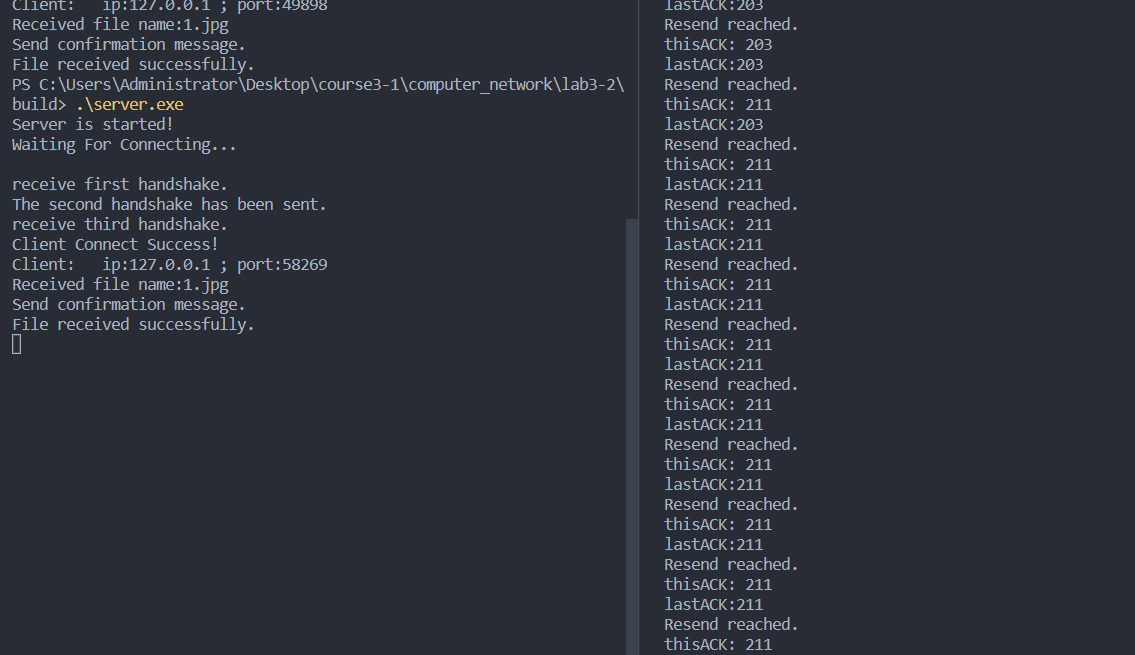 Client:   ip:127.0.0.1 ; port:49898
Received file name:1.jpg
Send confirmation message.
File received successfully.
PS C:\Users\Administrator\Desktop\course3-1\computer_network\lab3-2\
build> .\server.exe
Server is started!
Waiting For Connecting...
receive first handshake.
The second handshake has been sent.
receive third handshake.
Client Connect Success!
Client:   ip:127.0.0.1 ; port:58269
Received file name:1.jpg
Send confirmation message.
File received successfully.
lastACK:203
Resend reached.
thisACK: 203
lastACK:203
Resend reached.
thisACK: 211
lastACK:203
Resend reached.
thisACK: 211
lastACK:211
Resend reached.
thisACK: 211
lastACK:211
Resend reached.
thisACK: 211
lastACK:211
Resend reached.
thisACK: 211
lastACK:211
Resend reached.
thisACK: 211
lastACK:211
Resend reached.
thisACK: 211
lastACK:211
Resend reached.
thisACK: 211
lastACK:211
Resend reached.
thisACK: 211
lastACK:211
Resend reached.
thisACK: 211